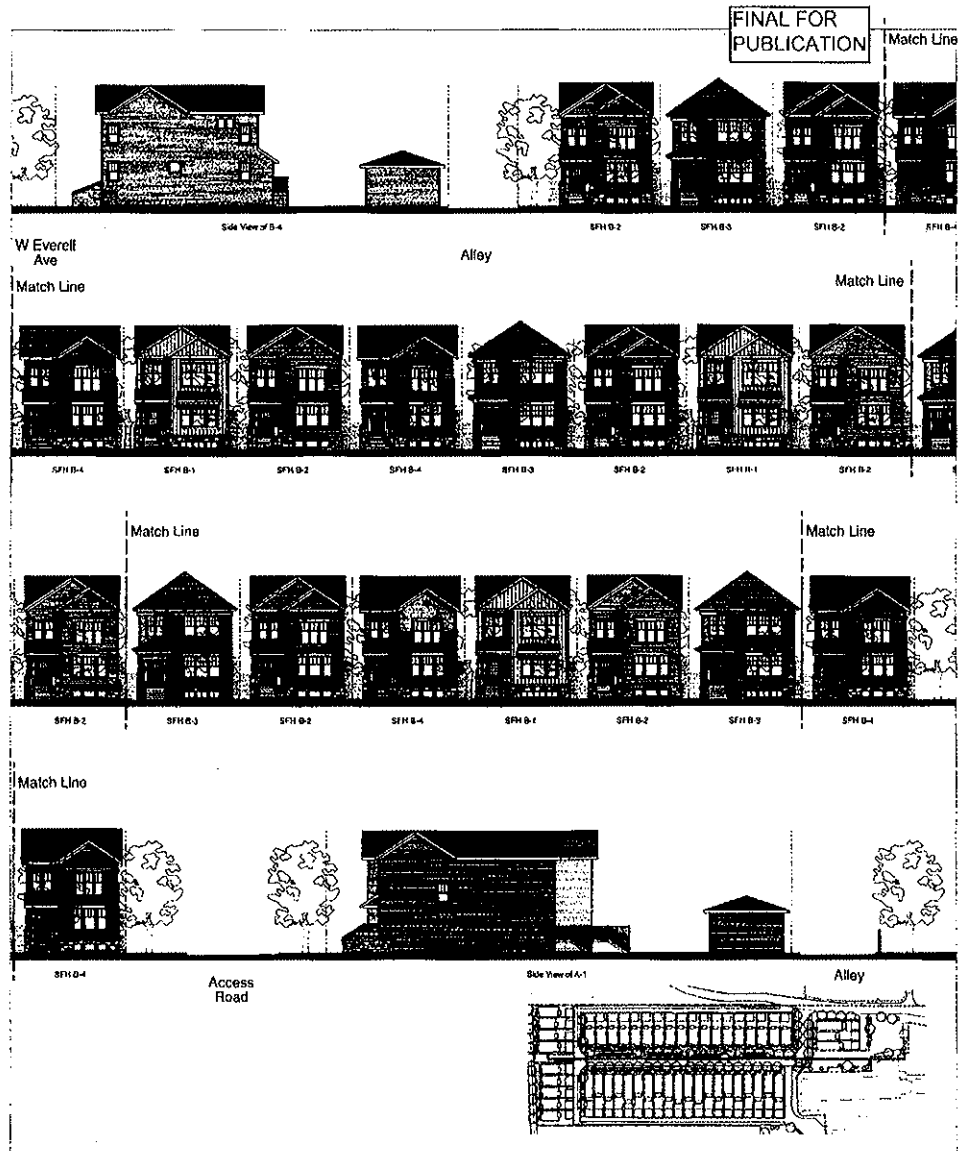 FINAL FOR
PUBLICATION
Match Line
Side View of B-4
SFH B-2
SFH B-3
SFH B-2
SFH B-4
W Everell
Ave
Alley
Match Line
Match Line
SFH B-4
SFH B-1
SFH B-2
SFH B-4
SFH B-3
SFH B-2
SFH B-1
SFH B-2
S
Match Line
Match Line
SFH B-2
SFH B-3
SFH B-2
SFH B-4
SFH B-1
SFH B-2
SFH B-3
SFH B-4
Match Line
SFH B-4
Access
Road
Side View of A-1
Alley